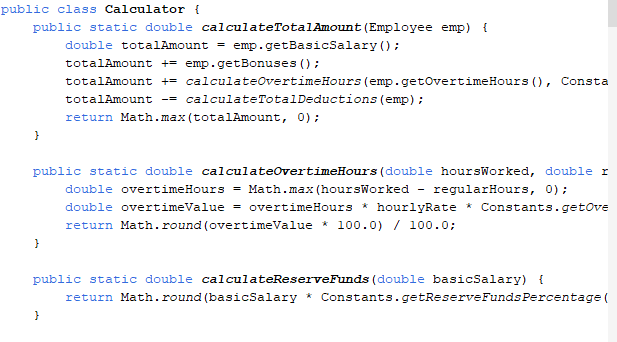 public class Calculator {
public static double calculateTotalAmount(Employee emp) {
double totalAmount = emp.getBasicSalary();
totalAmount += emp.getBonuses();
totalAmount += calculateOvertimeHours(emp.getOvertimeHours(), Consta
totalAmount -= calculateTotalDeductions(emp);
return Math.max(totalAmount, 0);
}
public static double calculateOvertimeHours(double hoursWorked, double r
double overtimeHours = Math.max(hoursWorked - regularHours, 0);
double overtimeValue = overtimeHours * hourlyRate * Constants.getOve
return Math.round(overtimeValue * 100.0) / 100.0;
}
public static double calculateReserveFunds(double basicSalary) {
return Math.round(basicSalary * Constants.getReserveFundsPercentage(
}